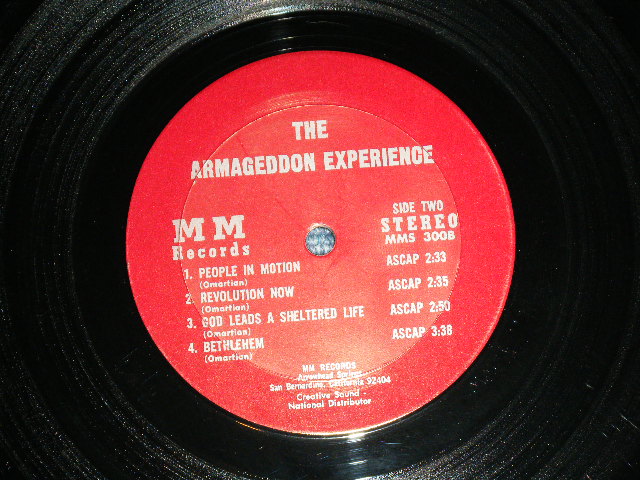 THE
ARMAGEDDON EXPERIENCE
MM
Records
SIDE TWO
STEREO
MMS 300B
1. PEOPLE IN MOTION ASCAP 2:33
(Omartian)
2. REVOLUTION NOW ASCAP 2:35
(Omartian)
3. GOD LEADS A SHELTERED LIFE ASCAP 2:50
(Omartian)
4. BETHLEHEM ASCAP 3:38
(Omartian)
MM RECORDS
Arrowhead Springs
San Bernardino, California 92404
Creative Sound
National Distributor